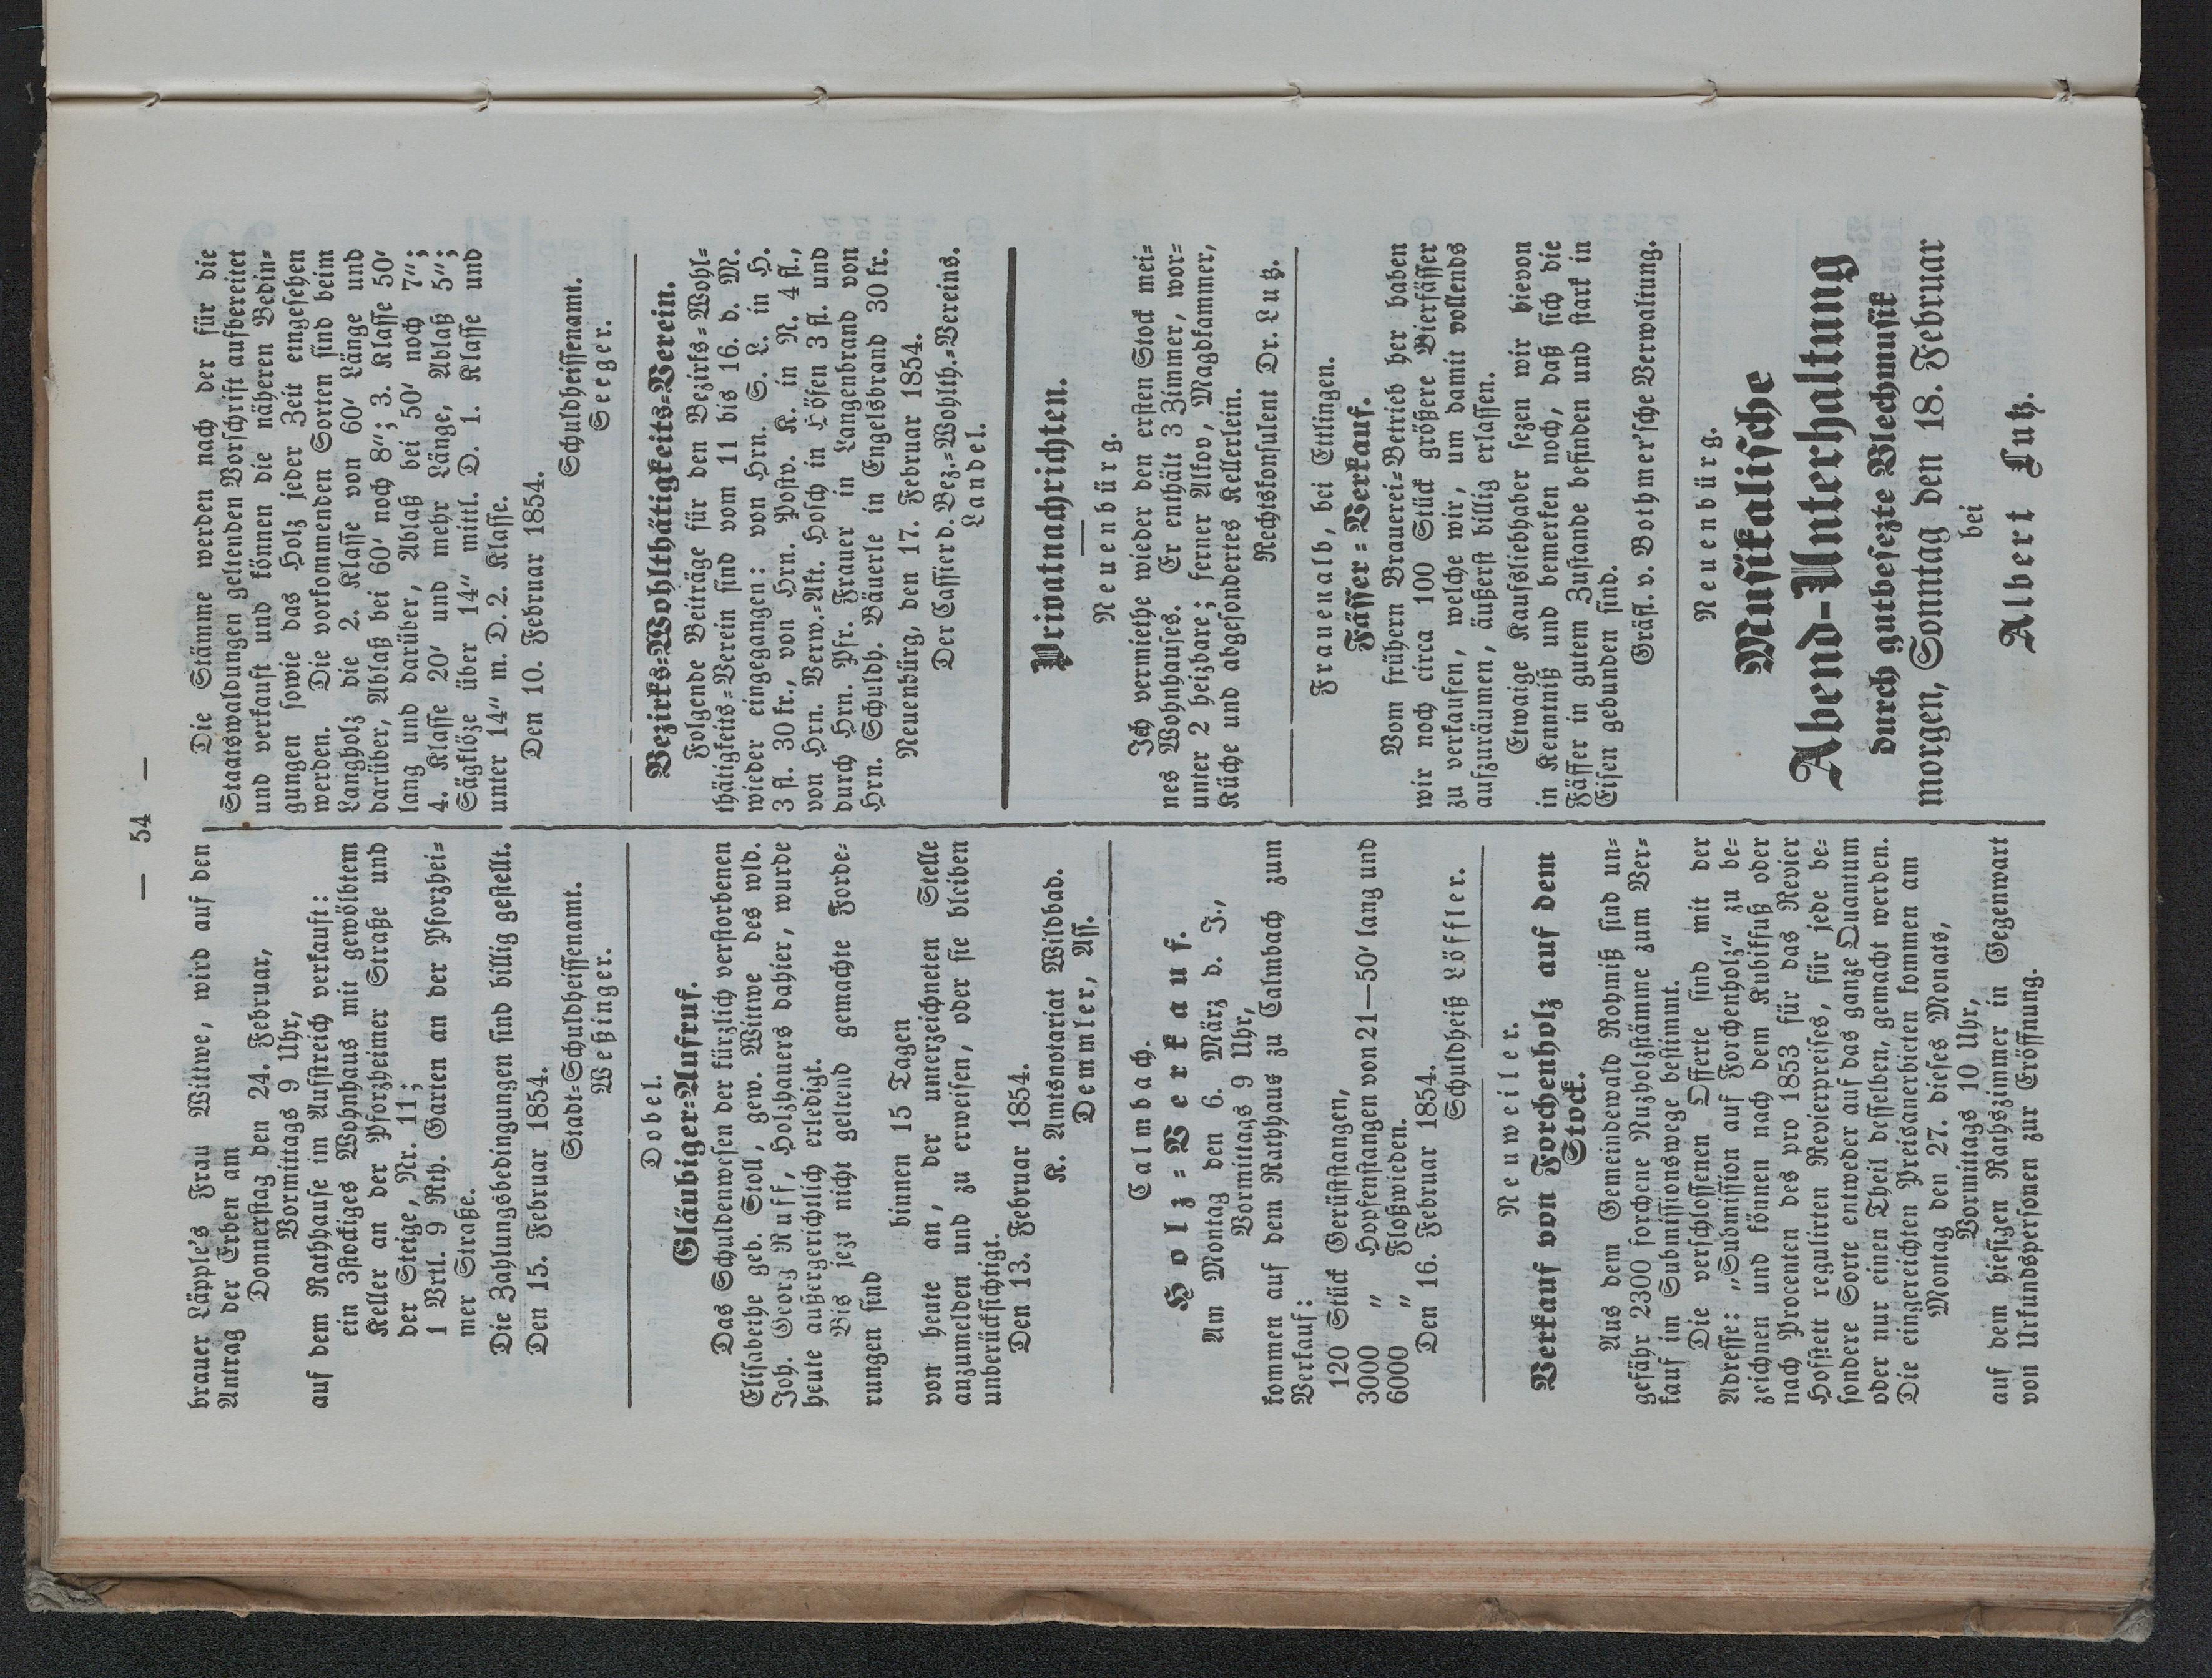 — 54 —
brauer Läpple's Frau Wittwe, wird auf den
Antrag der Erben am
Donnerstag den 24. Februar,
Vormittags 9 Uhr,
auf dem Rathhause im Aufstreich verkauft:
ein 3stockiges Wohnhaus mit gewölbtem
Keller an der Pforzheimer Straße und
der Steige, Nr. 11;
1 Vrtl. 9 Rth. Garten an der Pforzhei-
mer Straße.
Die Zahlungsbedingungen sind billig gestellt.
Den 15. Februar 1854.
Stadt-Schuldheissenamt.
Weßinger.
Dobel.
Gläubiger-Aufruf.
Das Schuldenwesen der fürzlich verstorbenen
Elisabethe geb. Stoll, gew. Wittwe des wld.
Joh. Georg Ruff, Holzhauers dahier, wurde
heute außergerichtlich erledigt.
Bis jezt nicht geltend gemachte Forde-
rungen sind
binnen 15 Tagen
von heute an, der unterzeichneten Stelle
anzumelden und zu erweisen, oder sie bleiben
unberüksichtigt.
Den 13. Februar 1854.
K. Amtsnotariat Wildbad.
Demmler, Ass.
Calmbach.
Holz-Verkauf.
Am Montag den 6. März d. J.,
Vormittags 9 Uhr,
kommen auf dem Rathhaus zu Calmbach zum
Verkauf:
120 Stück Gerüststangen,
3000 „ Hopfenstangen von 21—50' lang und
6000 „ Floßwieden.
Den 16. Februar 1854.
Schuldheiß Löffler.
Neuweiler.
Verkauf von Forchenholz auf dem
Stock.
Aus dem Gemeindewald Rohmiß sind un-
gefähr 2300 forchene Nuzholzstämme zum Ver-
kauf im Submissionswege bestimmt.
Die verschlossenen Offerte sind mit der
Adresse: „Submission auf Forchenholz" zu be-
zeichnen und können nach dem Kubikfuß oder
nach Procenten des pro 1853 für das Revier
Hofstett regulirten Revierpreises, für jede be-
sondere Sorte entweder auf das ganze Quantum
oder nur einen Theil desselben, gemacht werden.
Die eingereichten Preisanerbieten kommen am
Montag den 27. dieses Monats,
Vormittags 10 Uhr,
auf dem hiesigen Rathszimmer in Gegenwart
von Urkundspersonen zur Eröffnung.
Die Stämme werden nach der für die
Staatswaldungen geltenden Vorschrift aufbereitet
und verkauft und können die näheren Bedin-
gungen sowie das Holz jeder Zeit eingesehen
werden. Die vorkommenden Sorten sind beim
Langholz die 2. Klasse von 60' Länge und
darüber, Ablaß bei 60' noch 8"; 3. Klasse 50'
lang und darüber, Ablaß bei 50' noch 7";
4. Klasse 20' und mehr Länge, Ablaß 5";
Sägklöze über 14" mittl. D. 1. Klasse und
unter 14" m. D. 2. Klasse.
Den 10. Februar 1854.
Schuldheissenamt.
Seeger.
Bezirks-Wohlthätigkeits-Verein.
Folgende Beiträge für den Bezirks-Wohl-
thätigkeits-Verein sind vom 11 bis 16. d. M.
wieder eingegangen: von Hrn. S. L. in H.
3 fl. 30 kr., von Hrn. Postv. K. in N. 4 fl.,
von Hrn. Verw.-Akt. Hosch in Höfen 3 fl. und
durch Hrn. Pfr. Frauer in Langenbrand von
Hrn. Schuldh. Bäuerle in Engelsbrand 30 kr.
Neuenbürg, den 17. Februar 1854.
Der Cassier d. Bez.-Wohlth.-Vereins.
Landel.
Privatnachrichten.
Neuenbürg.
Ich vermiethe wieder den ersten Stock mei-
nes Wohnhauses. Er enthält 3 Zimmer, wor-
unter 2 heizbare; ferner Alkov, Magdkammer,
Küche und abgesondertes Kellerlein.
Rechtskonsulent Dr. Lutz.
Frauenalb, bei Ettlingen.
Fässer-Verkauf.
Vom frühern Brauerei-Betrieb her haben
wir noch circa 100 Stück größere Bierfässer
zu verkaufen, welche wir, um damit vollends
aufzuräumen, äußerst billig erlassen.
Etwaige Kaufsliebhaber sezen wir hievon
in Kenntniß und bemerken noch, daß sich die
Fässer in gutem Zustande befinden und stark in
Eisen gebunden sind.
Gräfl. v. Bothmer'sche Verwaltung.
Neuenbürg.
Musikalische
Abend-Unterhaltung
durch gutbesezte Blechmusik
morgen, Sonntag den 18. Februar
bei
Albert Lutz.